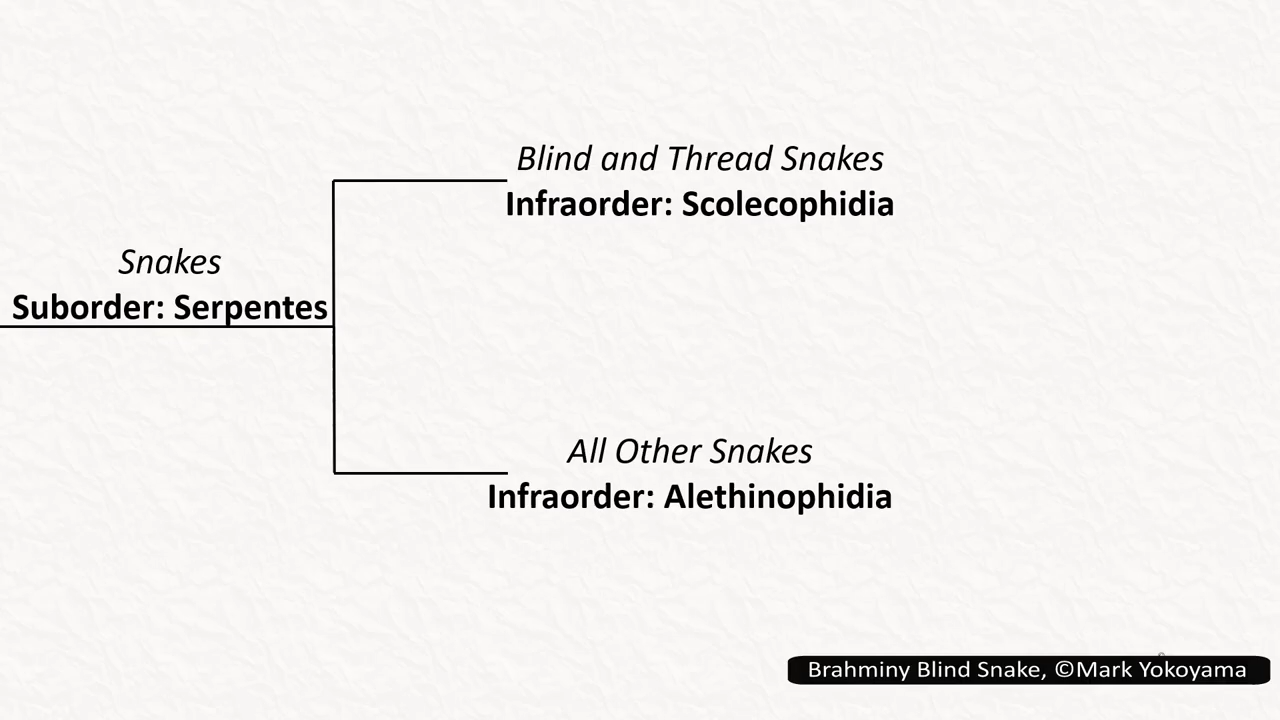 Blind and Thread Snakes
Infraorder: Scolecophidia
Snakes
Suborder: Serpentes
All Other Snakes
Infraorder: Alethinophidia
Brahminy Blind Snake, ©Mark Yokoyama